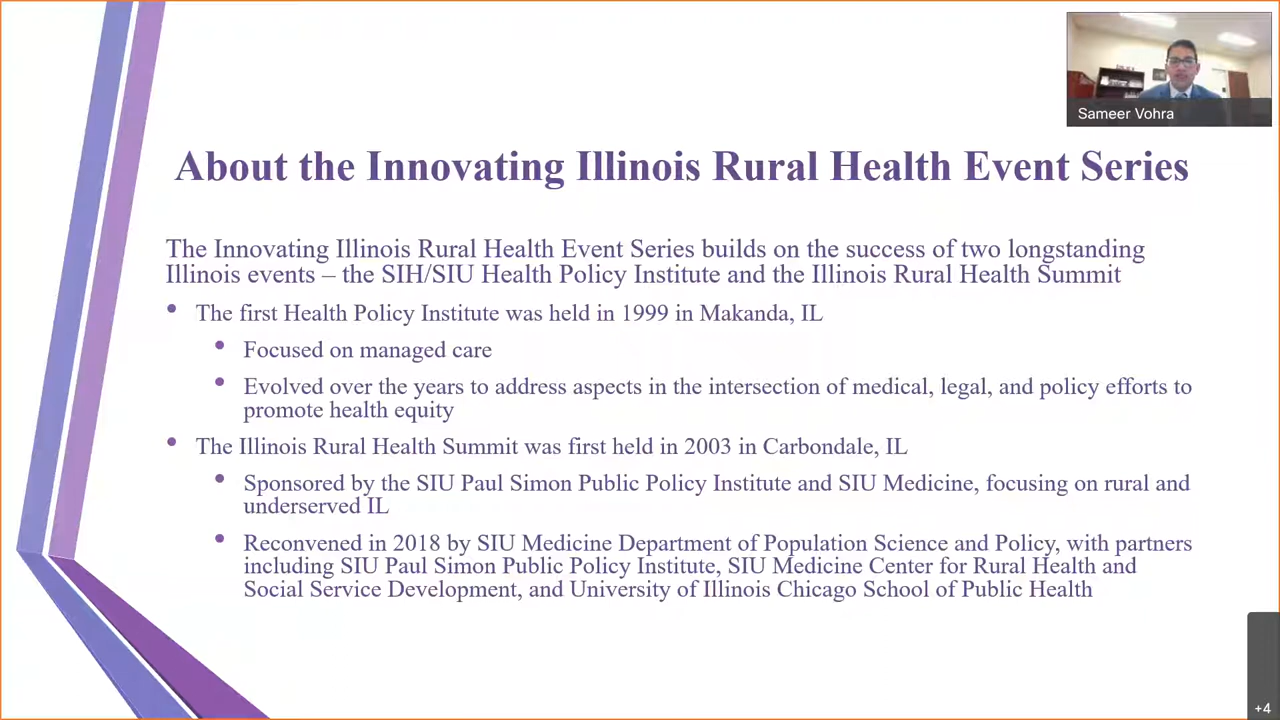 Sameer Vohra
About the Innovating Illinois Rural Health Event Series
The Innovating Illinois Rural Health Event Series builds on the success of two longstanding
Illinois events – the SIH/SIU Health Policy Institute and the Illinois Rural Health Summit
• The first Health Policy Institute was held in 1999 in Makanda, IL
• Focused on managed care
• Evolved over the years to address aspects in the intersection of medical, legal, and policy efforts to
promote health equity
• The Illinois Rural Health Summit was first held in 2003 in Carbondale, IL
• Sponsored by the SIU Paul Simon Public Policy Institute and SIU Medicine, focusing on rural and
underserved IL
• Reconvened in 2018 by SIU Medicine Department of Population Science and Policy, with partners
including SIU Paul Simon Public Policy Institute, SIU Medicine Center for Rural Health and
Social Service Development, and University of Illinois Chicago School of Public Health
+4